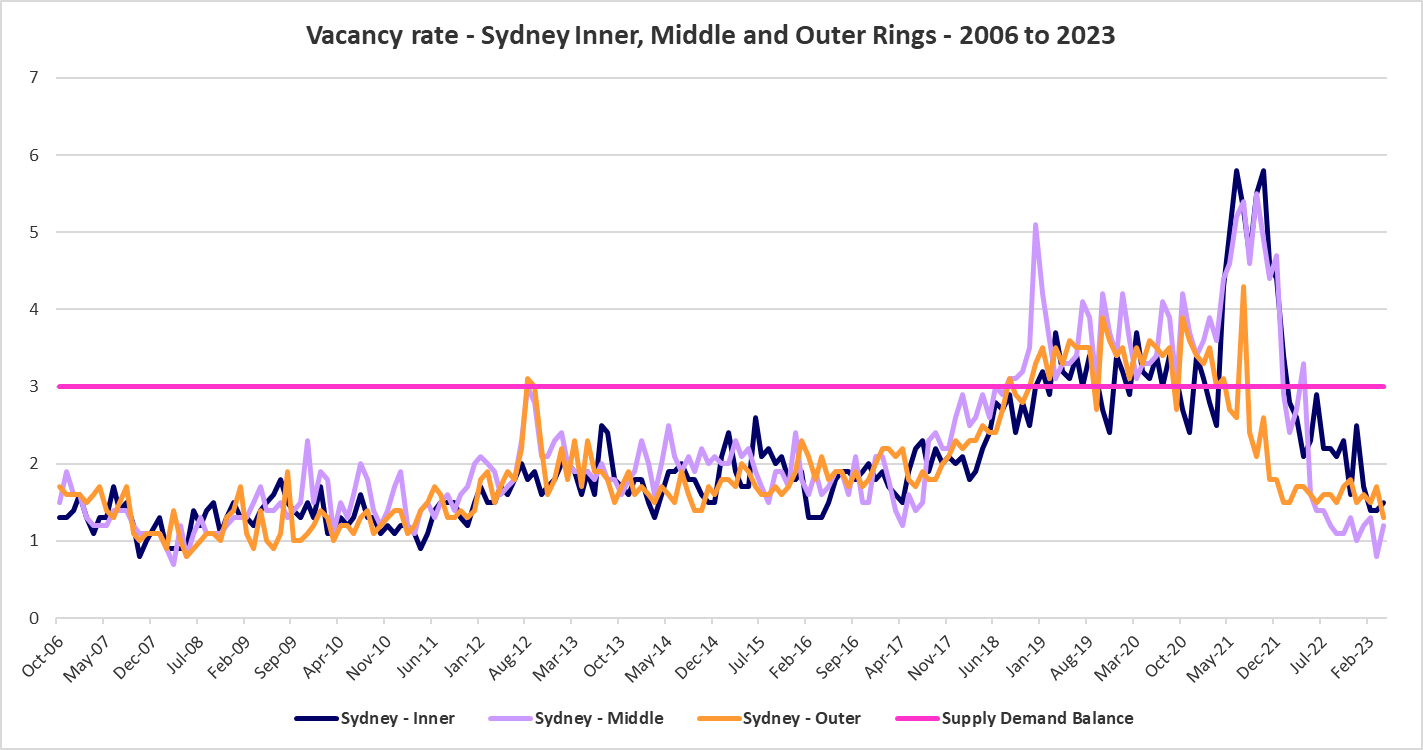 Vacancy rate - Sydney Inner, Middle and Outer Rings - 2006 to 2023
7
6
5
4
3
2
1
0
Oct-06 May-07 Dec-07 Jul-08 Feb-09 Sep-09 Apr-10 Nov-10 Jun-11 Jan-12 Aug-12 Mar-13 Oct-13 May-14 Dec-14 Jul-15 Feb-16 Sep-16 Apr-17 Nov-17 Jun-18 Jan-19 Aug-19 Mar-20 Oct-20 May-21 Dec-21 Jul-22 Feb-23
Sydney - Inner Sydney - Middle Sydney - Outer Supply Demand Balance